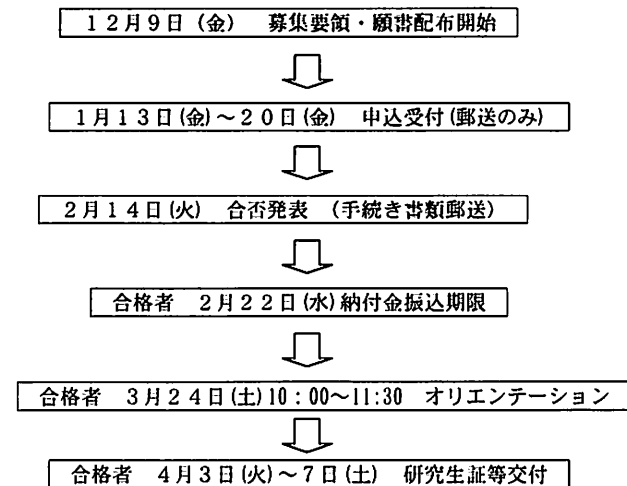 １２月９日（金）　募集要領・願書配布開始
１月１３日(金)～２０日(金)　申込受付(郵送のみ)
２月１４日(火)　合否発表　（手続き書類郵送）
合格者　２月２２日(水)納付金振込期限
合格者　３月２４日(土)10：00～11:30　オリエンテーション
合格者　４月３日(火)～７日(土)　研究生証等交付